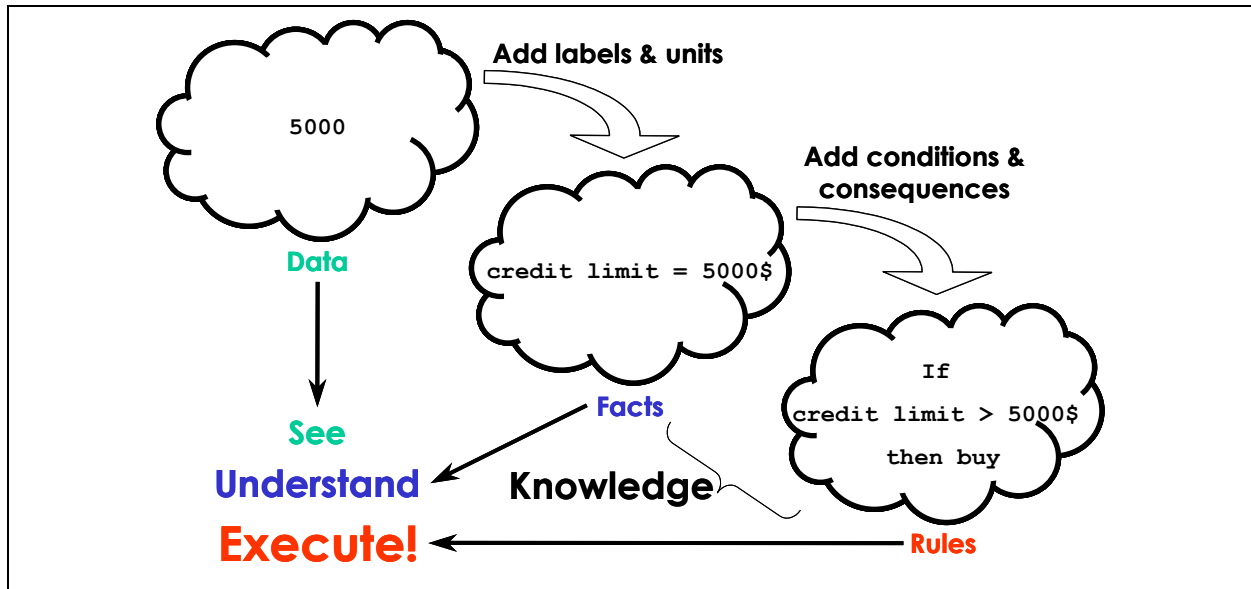 Add labels & units
5000
Add conditions &
consequences
Data
credit limit = 5000$
If
credit limit > 5000$
then buy
Facts
See
Understand
Knowledge
Execute!
Rules